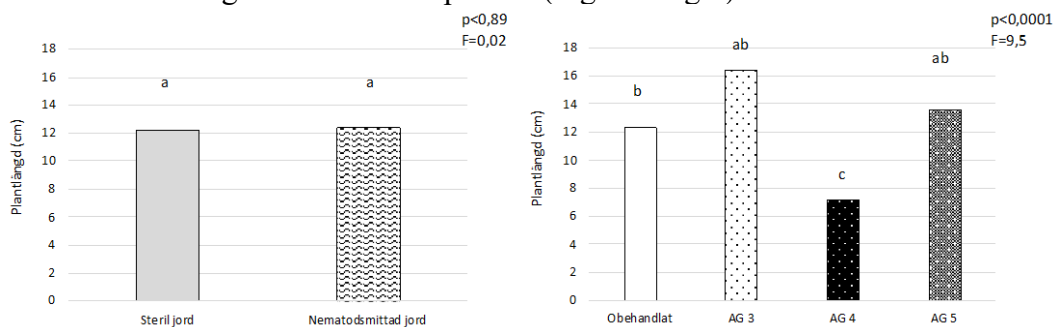 p<0,89
F=0,02
Plantlängd (cm)
18
16
14
12
10
8
6
4
2
0
a
a
Steril jord
Nematodsmittad jord
p<0,0001
F=9,5
Plantlängd (cm)
18
16
14
12
10
8
6
4
2
0
b
ab
c
ab
Obehandlat
AG 3
AG 4
AG 5